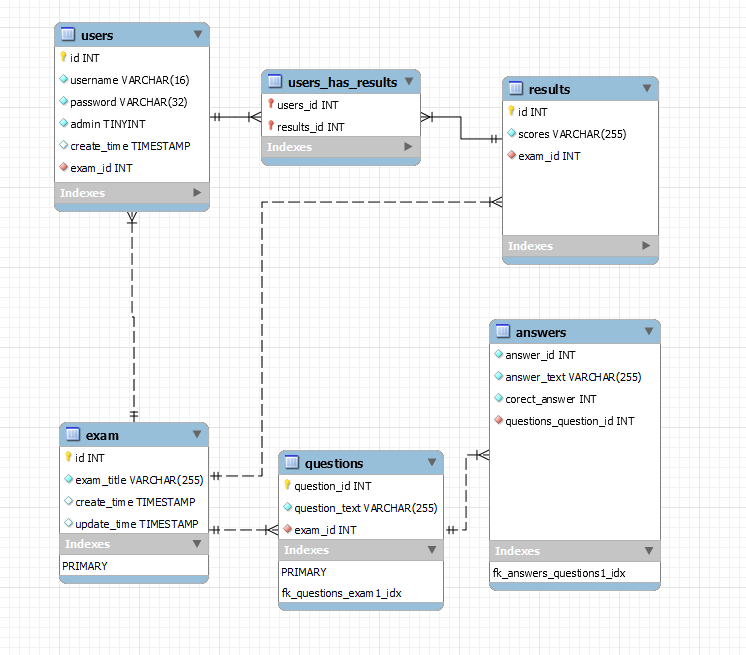 users
id INT
username VARCHAR(16)
password VARCHAR(32)
admin TINYINT
create_time TIMESTAMP
exam_id INT
Indexes
users_has_results
users_id INT
results_id INT
Indexes
results
id INT
scores VARCHAR(255)
exam_id INT
Indexes
answers
answer_id INT
answer_text VARCHAR(255)
corect_answer INT
questions_question_id INT
Indexes
fk_answers_questions1_idx
exam
id INT
exam_title VARCHAR(255)
create_time TIMESTAMP
update_time TIMESTAMP
Indexes
PRIMARY
questions
question_id INT
question_text VARCHAR(255)
exam_id INT
Indexes
PRIMARY
fk_questions_exam1_idx